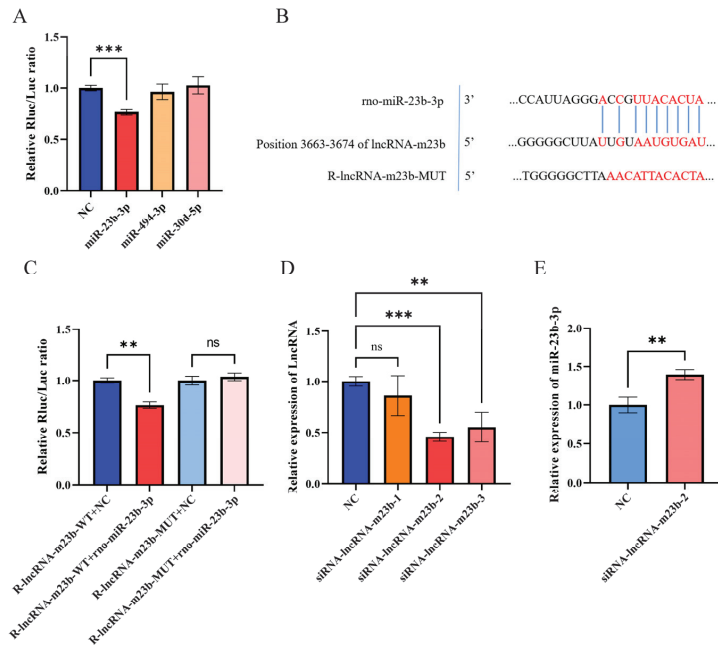 A
Relative Rluc/Luc ratio
1.5
1.0
0.5
0.0
***
NC
miR-23b-3p
miR-494-3p
miR-30d-5p
B
rno-miR-23b-3p 3’ ...CCAUUAGGGACCGUUACACUA ...
Position 3663-3674 of lncRNA-m23b 5’ ...GGGGGCUUAUUGUAAUGUGAU...
R-lncRNA-m23b-MUT 5’ ...TGGGGGCTTAAACATTACACTA...
C
Relative Rluc/Luc ratio
1.5
1.0
0.5
0.0
**
ns
R-lncRNA-m23b-WT+NC
R-lncRNA-m23b-WT+rno-miR-23b-3p
R-lncRNA-m23b-MUT+NC
R-lncRNA-m23b-MUT+rno-miR-23b-3p
D
Relative expression of LncRNA
1.5
1.0
0.5
0.0
**
***
ns
NC
siRNA-lncRNA-m23b-1
siRNA-lncRNA-m23b-2
siRNA-lncRNA-m23b-3
E
Relative expression of miR-23b-3p
2.0
1.5
1.0
0.5
0.0
**
NC
siRNA-lncRNA-m23b-2